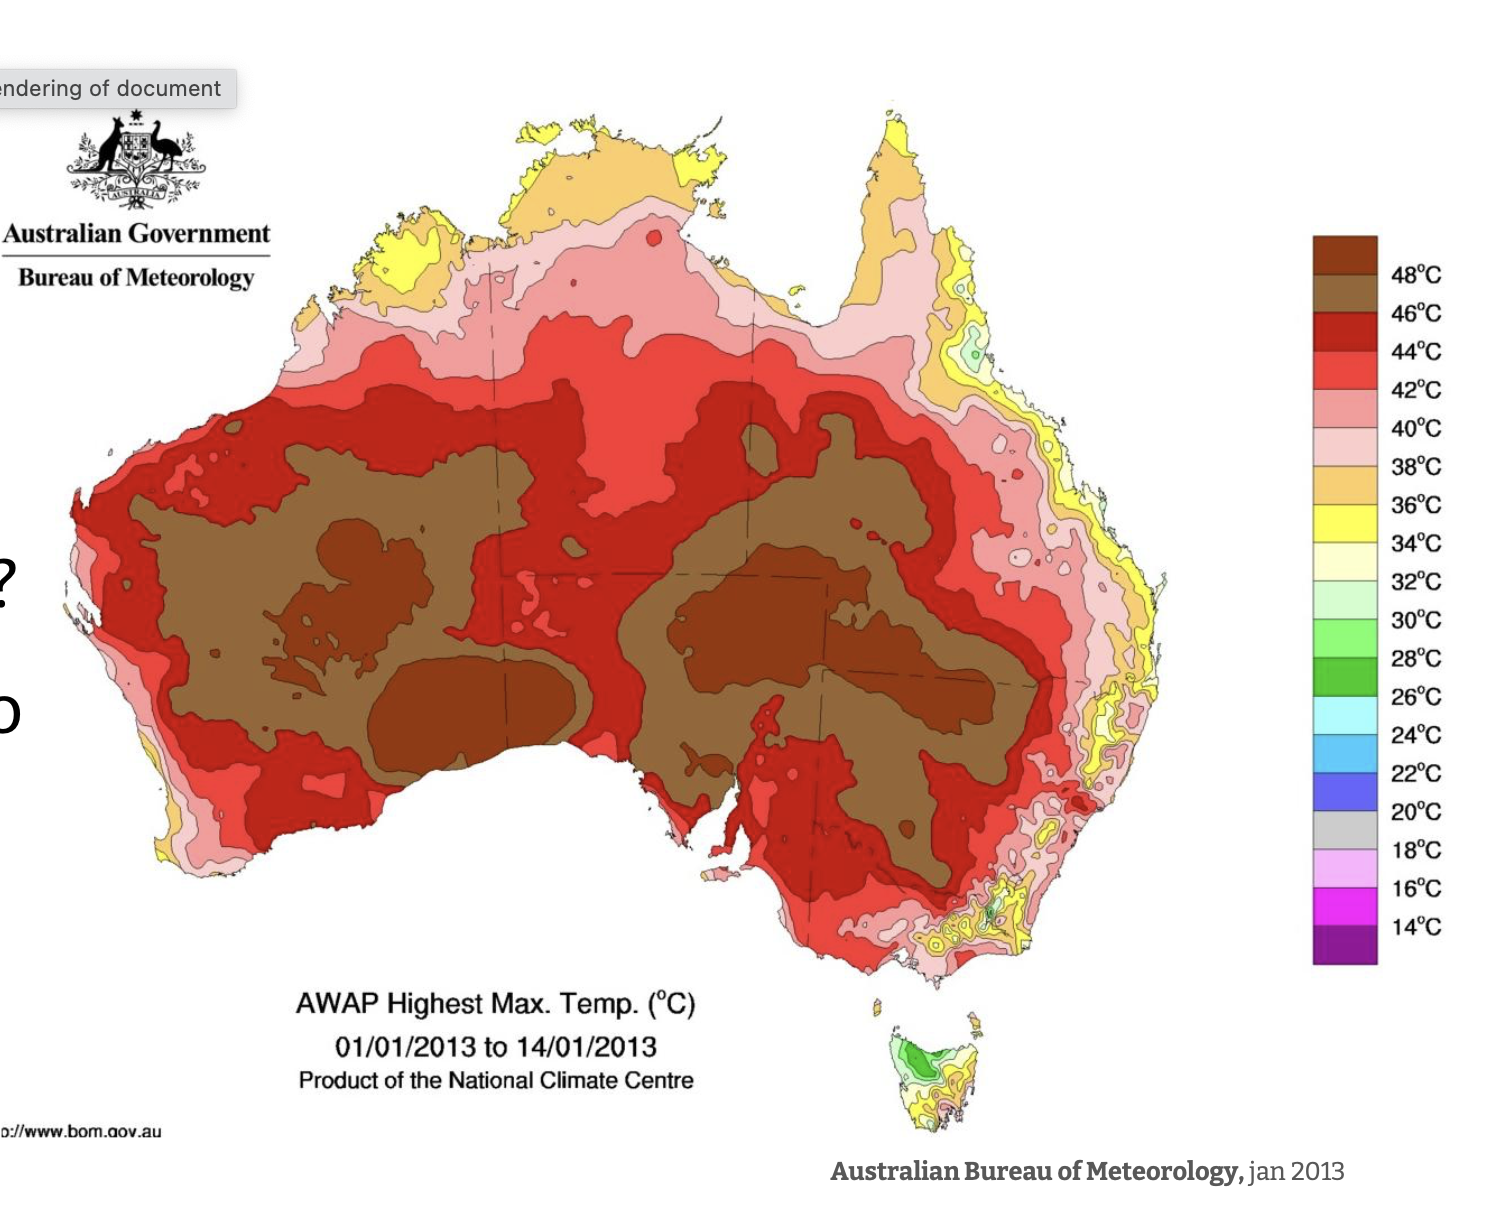 endering of document
AUSTRALIA
Australian Government
Bureau of Meteorology
?
o
48°C
46°C
44°C
42°C
40°C
38°C
36°C
34°C
32°C
30°C
28°C
26°C
24°C
22°C
20°C
18°C
16°C
14°C
AWAP Highest Max. Temp. (°C)
01/01/2013 to 14/01/2013
Product of the National Climate Centre
o://www.bom.gov.au
Australian Bureau of Meteorology, jan 2013